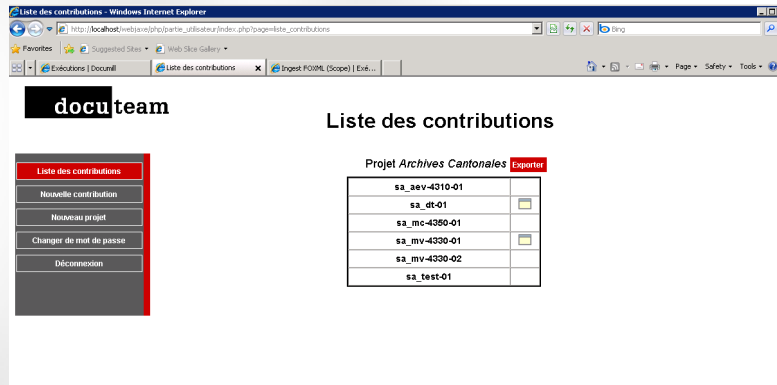 Liste des contributions - Windows Internet Explorer
http://localhost/webjaxe/php/partie_utilisateur/index.php?page=liste_contributions
Bing
Favorites Suggested Sites Web Slice Gallery
Exécutions | Documill Liste des contributions Ingest FOXML (Scope) | Exé... Page Safety Tools
docuteam
Liste des contributions
Projet Archives Cantonales Exporter
Liste des contributions
Nouvelle contribution
Nouveau projet
Changer de mot de passe
Déconnexion
sa_aev-4310-01
sa_dt-01
sa_mc-4350-01
sa_mv-4330-01
sa_mv-4330-02
sa_test-01